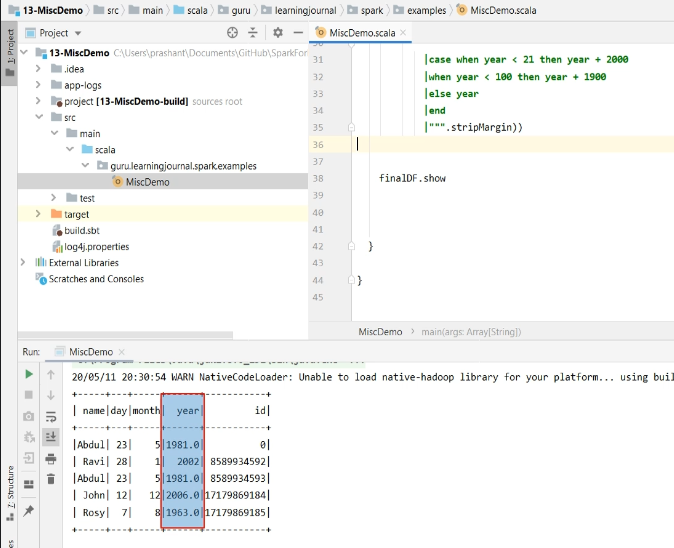 13-MiscDemo src main scala guru learningjournal spark examples MiscDemo.scala
1: Project
Project
MiscDemo.scala
13-MiscDemo C:\Users\prashant\Documents\GitHub\SparkFor
.idea
app-logs
project [13-MiscDemo-build] sources root
src
main
scala
guru.learningjournal.spark.examples
MiscDemo
test
target
build.sbt
log4j.properties
External Libraries
Scratches and Consoles
31 |case when year < 21 then year + 2000
32 |when year < 100 then year + 1900
33 |else year
34 |end
35 |""".stripMargin))
36
37
38 finalDF.show
39
40
41
42 }
43
44 }
45
MiscDemo main(args: Array[String])
Run: MiscDemo
20/05/11 20:30:54 WARN NativeCodeLoader: Unable to load native-hadoop library for your platform... using buil
+-----+---+-----+------+-----------+
| name|day|month| year| id|
+-----+---+-----+------+-----------+
|Abdul| 23| 5|1981.0| 0|
| Ravi| 28| 1| 2002| 8589934592|
|Abdul| 23| 5|1981.0| 8589934593|
| John| 12| 12|2006.0|17179869184|
| Rosy| 7| 8|1963.0|17179869185|
+-----+---+-----+------+-----------+
7: Structure